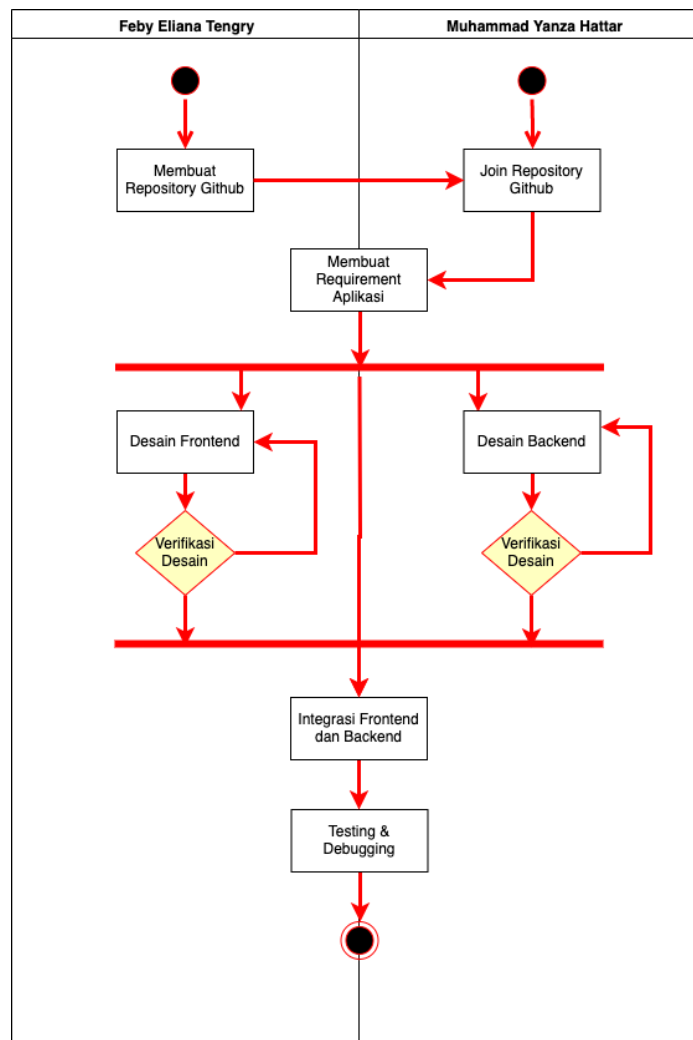 Feby Eliana Tengry
Muhammad Yanza Hattar
Membuat
Repository Github
Join Repository
Github
Membuat
Requirement
Aplikasi
Desain Frontend
Desain Backend
Verifikasi
Desain
Verifikasi
Desain
Integrasi Frontend
dan Backend
Testing &
Debugging